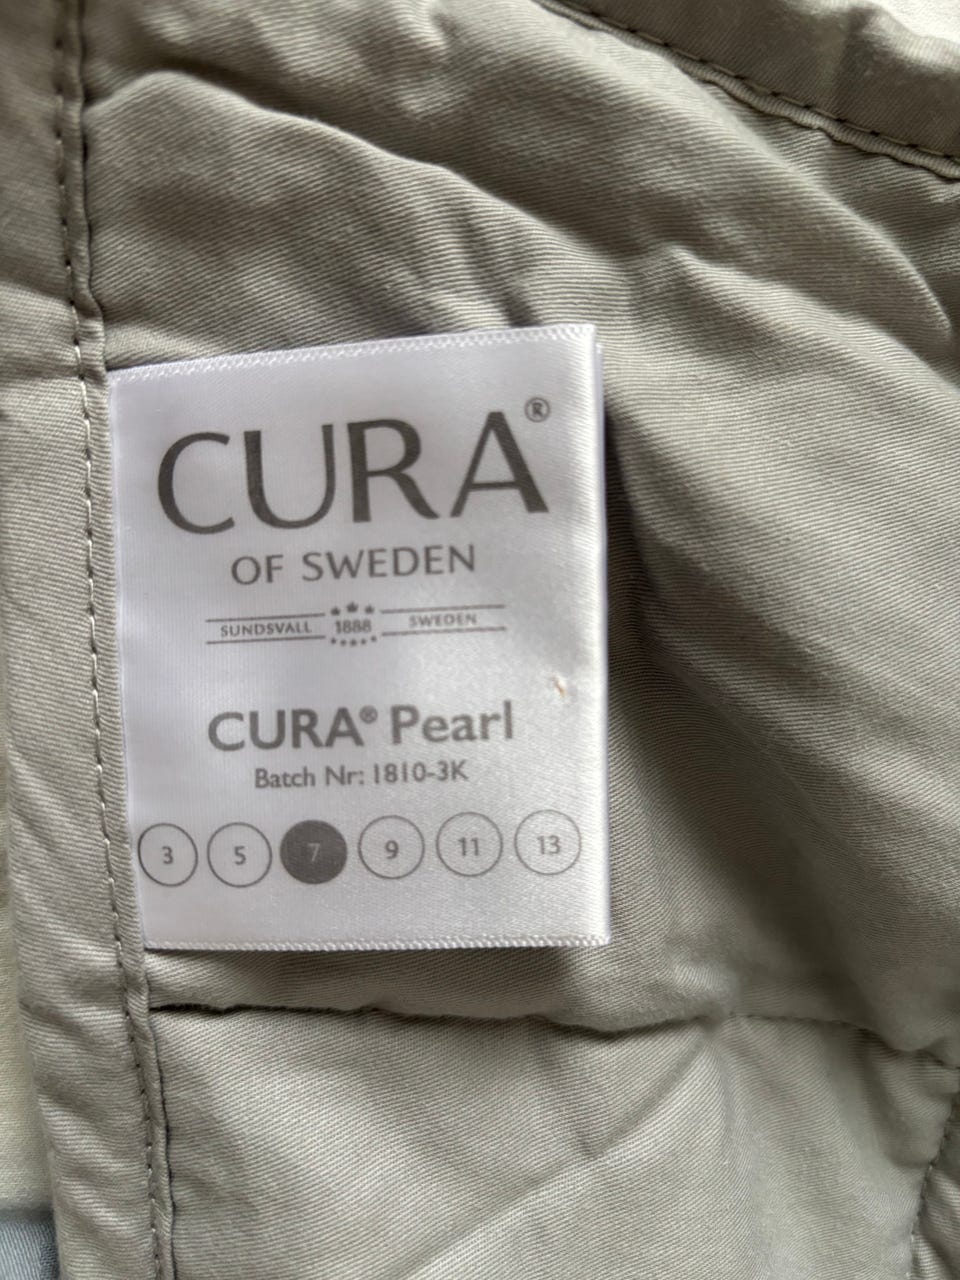 CURA®
OF SWEDEN
SUNDSVALL 1888 SWEDEN
CURA® Pearl
Batch Nr: 1810-3K
3 5 7 9 11 13